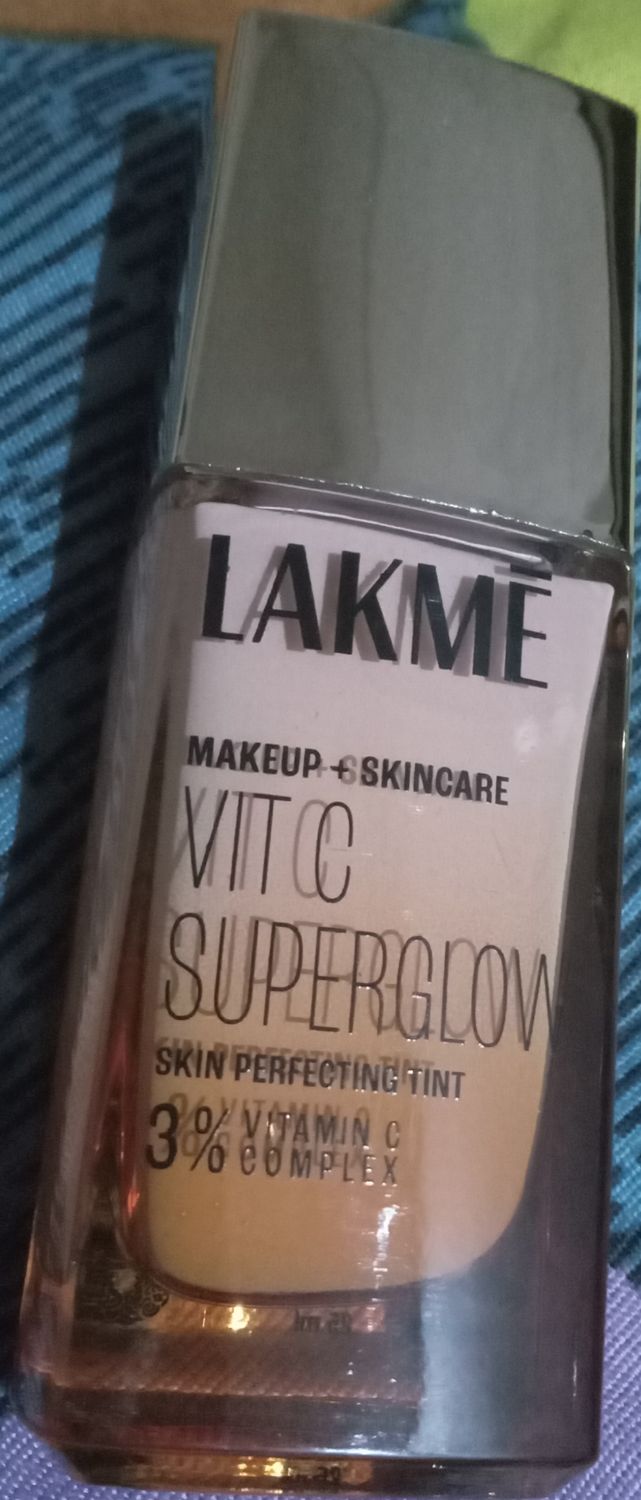 LAKMĒ
MAKEUP + SKINCARE
VIT C
SUPERGLOW
SKIN PERFECTING TINT
3% VITAMIN C
COMPLEX